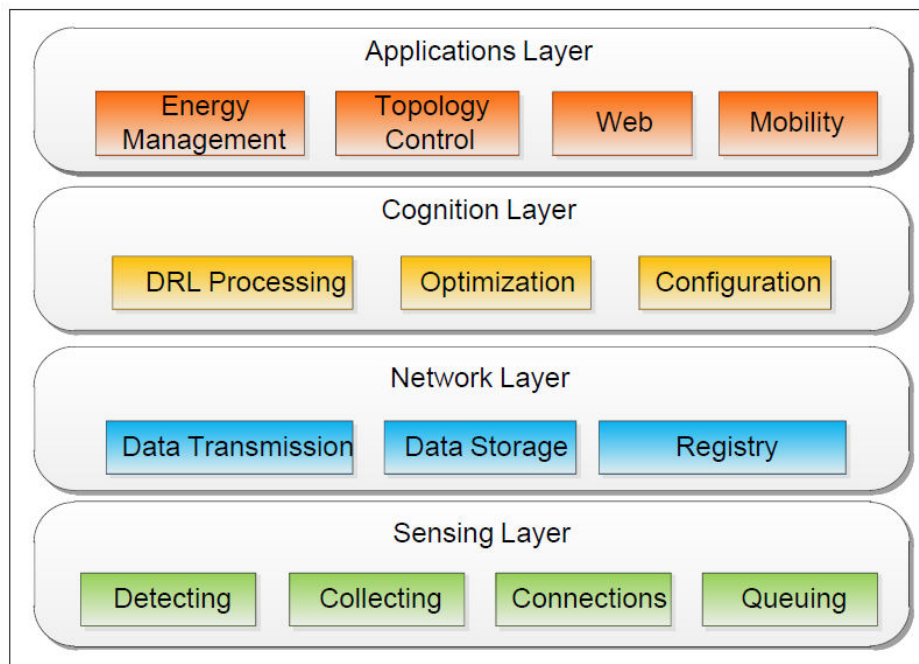 Applications Layer
Energy
Management
Topology
Control
Web
Mobility
Cognition Layer
DRL Processing
Optimization
Configuration
Network Layer
Data Transmission
Data Storage
Registry
Sensing Layer
Detecting
Collecting
Connections
Queuing